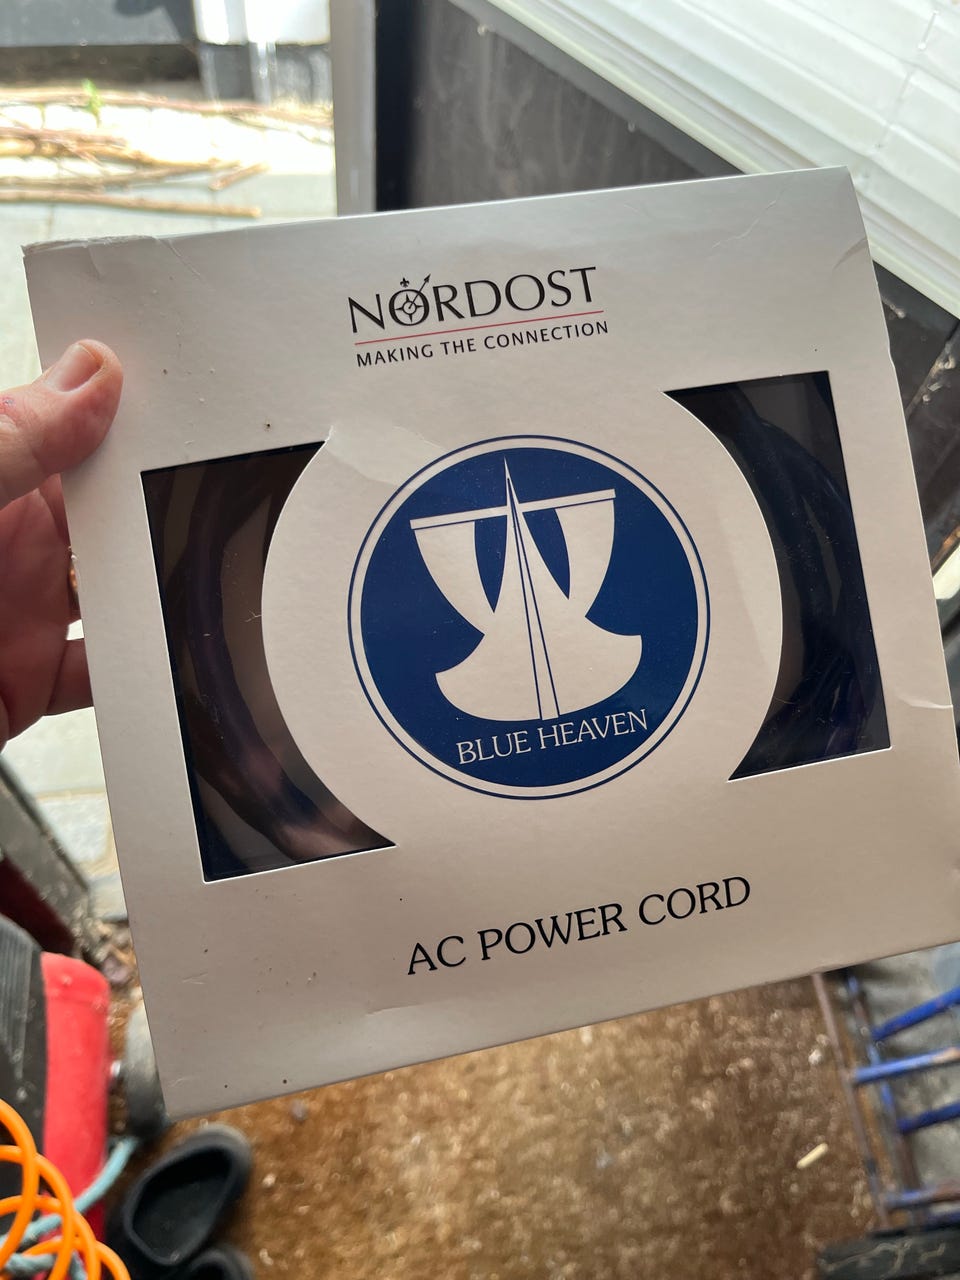 NORDOST
MAKING THE CONNECTION
BLUE HEAVEN
AC POWER CORD